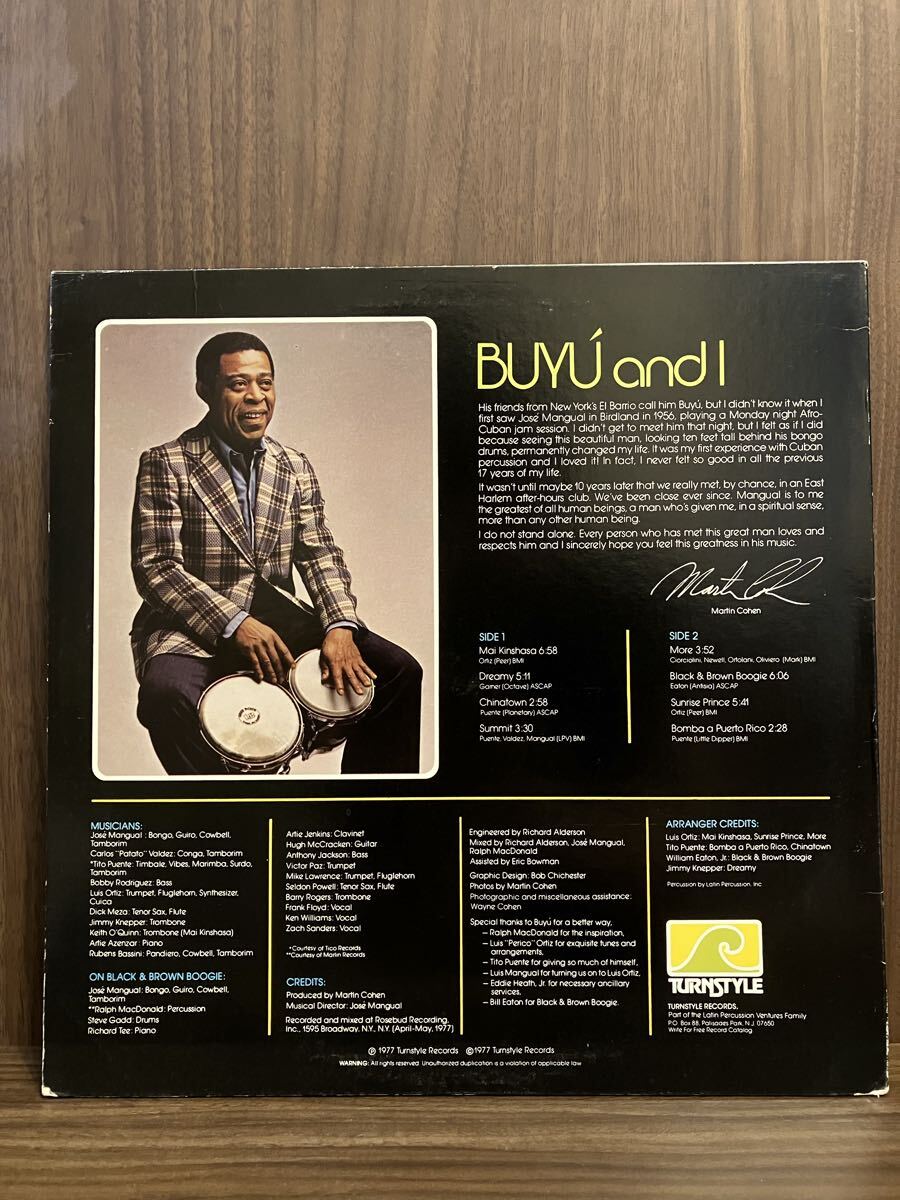 BUYÚ and I
His friends from New York's El Barrio call him Buyú, but I didn't know it when I
first saw José Mangual in Birdland in 1956, playing a Monday night Afro-
Cuban jam session. I didn't get to meet him that night, but I felt as if I did
because seeing this beautiful man, looking ten feet tall behind his bongo
drums, permanently changed my life. It was my first experience with Cuban
percussion and I loved it! In fact, I never felt so good in all the previous
17 years of my life.
It wasn't until maybe 10 years later that we really met, by chance, in an East
Harlem after-hours club. We've been close ever since. Mangual is to me
the greatest of all human beings, a man who's given me, in a spiritual sense,
more than any other human being.
I do not stand alone. Every person who has met this great man loves and
respects him and I sincerely hope you feel this greatness in his music.
Martin Cohen
SIDE 1
Mai Kinshasa 6:58
Ortiz (Peer) BMI
Dreamy 5:11
Garner (Octave) ASCAP
Chinatown 2:58
Puente (Planetary) ASCAP
Summit 3:30
Puente, Valdez, Mangual (LPV) BMI
SIDE 2
More 3:52
Ciorciolini, Newell, Ortolani, Oliviero (Mark) BMI
Black & Brown Boogie 6:06
Eaton (Antisia) ASCAP
Sunrise Prince 5:41
Ortiz (Peer) BMI
Bomba a Puerto Rico 2:28
Puente (Little Dipper) BMI
MUSICIANS:
José Mangual : Bongo, Guiro, Cowbell,
Tamborim
Carlos "Patato" Valdez: Conga, Tamborim
*Tito Puente: Timbale, Vibes, Marimba, Surdo,
Tamborim
Bobby Rodriguez: Bass
Luis Ortiz: Trumpet, Fluglehorn, Synthesizer,
Cuica
Dick Meza: Tenor Sax, Flute
Jimmy Knepper: Trombone
Keith O'Quinn: Trombone (Mai Kinshasa)
Artie Azenzar: Piano
Rubens Bassini: Pandiero, Cowbell, Tamborim
ON BLACK & BROWN BOOGIE:
José Mangual: Bongo, Guiro, Cowbell,
Tamborim
**Ralph MacDonald: Percussion
Steve Gadd: Drums
Richard Tee: Piano
Artie Jenkins: Clavinet
Hugh McCracken: Guitar
Anthony Jackson: Bass
Victor Paz: Trumpet
Mike Lawrence: Trumpet, Flughelhorn
Seldon Powell: Tenor Sax, Flute
Barry Rogers: Trombone
Frank Floyd: Vocal
Ken Williams: Vocal
Zach Sanders: Vocal
*Courtesy of Tico Records
**Courtesy of Marlin Records
CREDITS:
Produced by Martin Cohen
Musical Director: José Mangual
Recorded and mixed at Rosebud Recording,
Inc., 1595 Broadway, N.Y., N.Y. (April-May, 1977)
Engineered by Richard Alderson
Mixed by Richard Alderson, José Mangual,
Ralph MacDonald
Assisted by Eric Bowman
Graphic Design: Bob Chichester
Photos by Martin Cohen
Photographic and miscellaneous assistance:
Wayne Cohen
Special thanks to Buyú for a better way,
— Ralph MacDonald for the inspiration,
— Luis "Perico" Ortiz for exquisite tunes and
arrangements,
— Tito Puente for giving so much of himself,
— Luis Mangual for turning us on to Luis Ortiz,
— Eddie Heath, Jr. for necessary ancillary
services,
— Bill Eaton for Black & Brown Boogie.
ARRANGER CREDITS:
Luis Ortiz: Mai Kinshasa, Sunrise Prince, More
Tito Puente: Bomba a Puerto Rico, Chinatown
William Eaton, Jr.: Black & Brown Boogie
Jimmy Knepper: Dreamy
Percussion by Latin Percussion, Inc
TURNSTYLE
TURNSTYLE RECORDS.
Part of the Latin Percussion Ventures Family
P.O. Box 88, Palisades Park, N.J. 07650
Write For Free Record Catalog
℗ 1977 Turnstyle Records ©1977 Turnstyle Records
WARNING: All rights reserved. Unauthorized duplication is a violation of applicable law